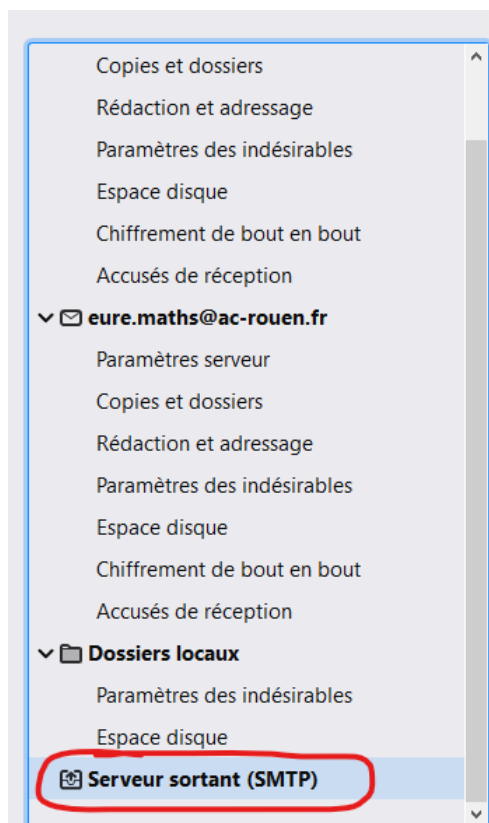 Copies et dossiers
Rédaction et adressage
Paramètres des indésirables
Espace disque
Chiffrement de bout en bout
Accusés de réception
eure.maths@ac-rouen.fr
Paramètres serveur
Copies et dossiers
Rédaction et adressage
Paramètres des indésirables
Espace disque
Chiffrement de bout en bout
Accusés de réception
Dossiers locaux
Paramètres des indésirables
Espace disque
Serveur sortant (SMTP)